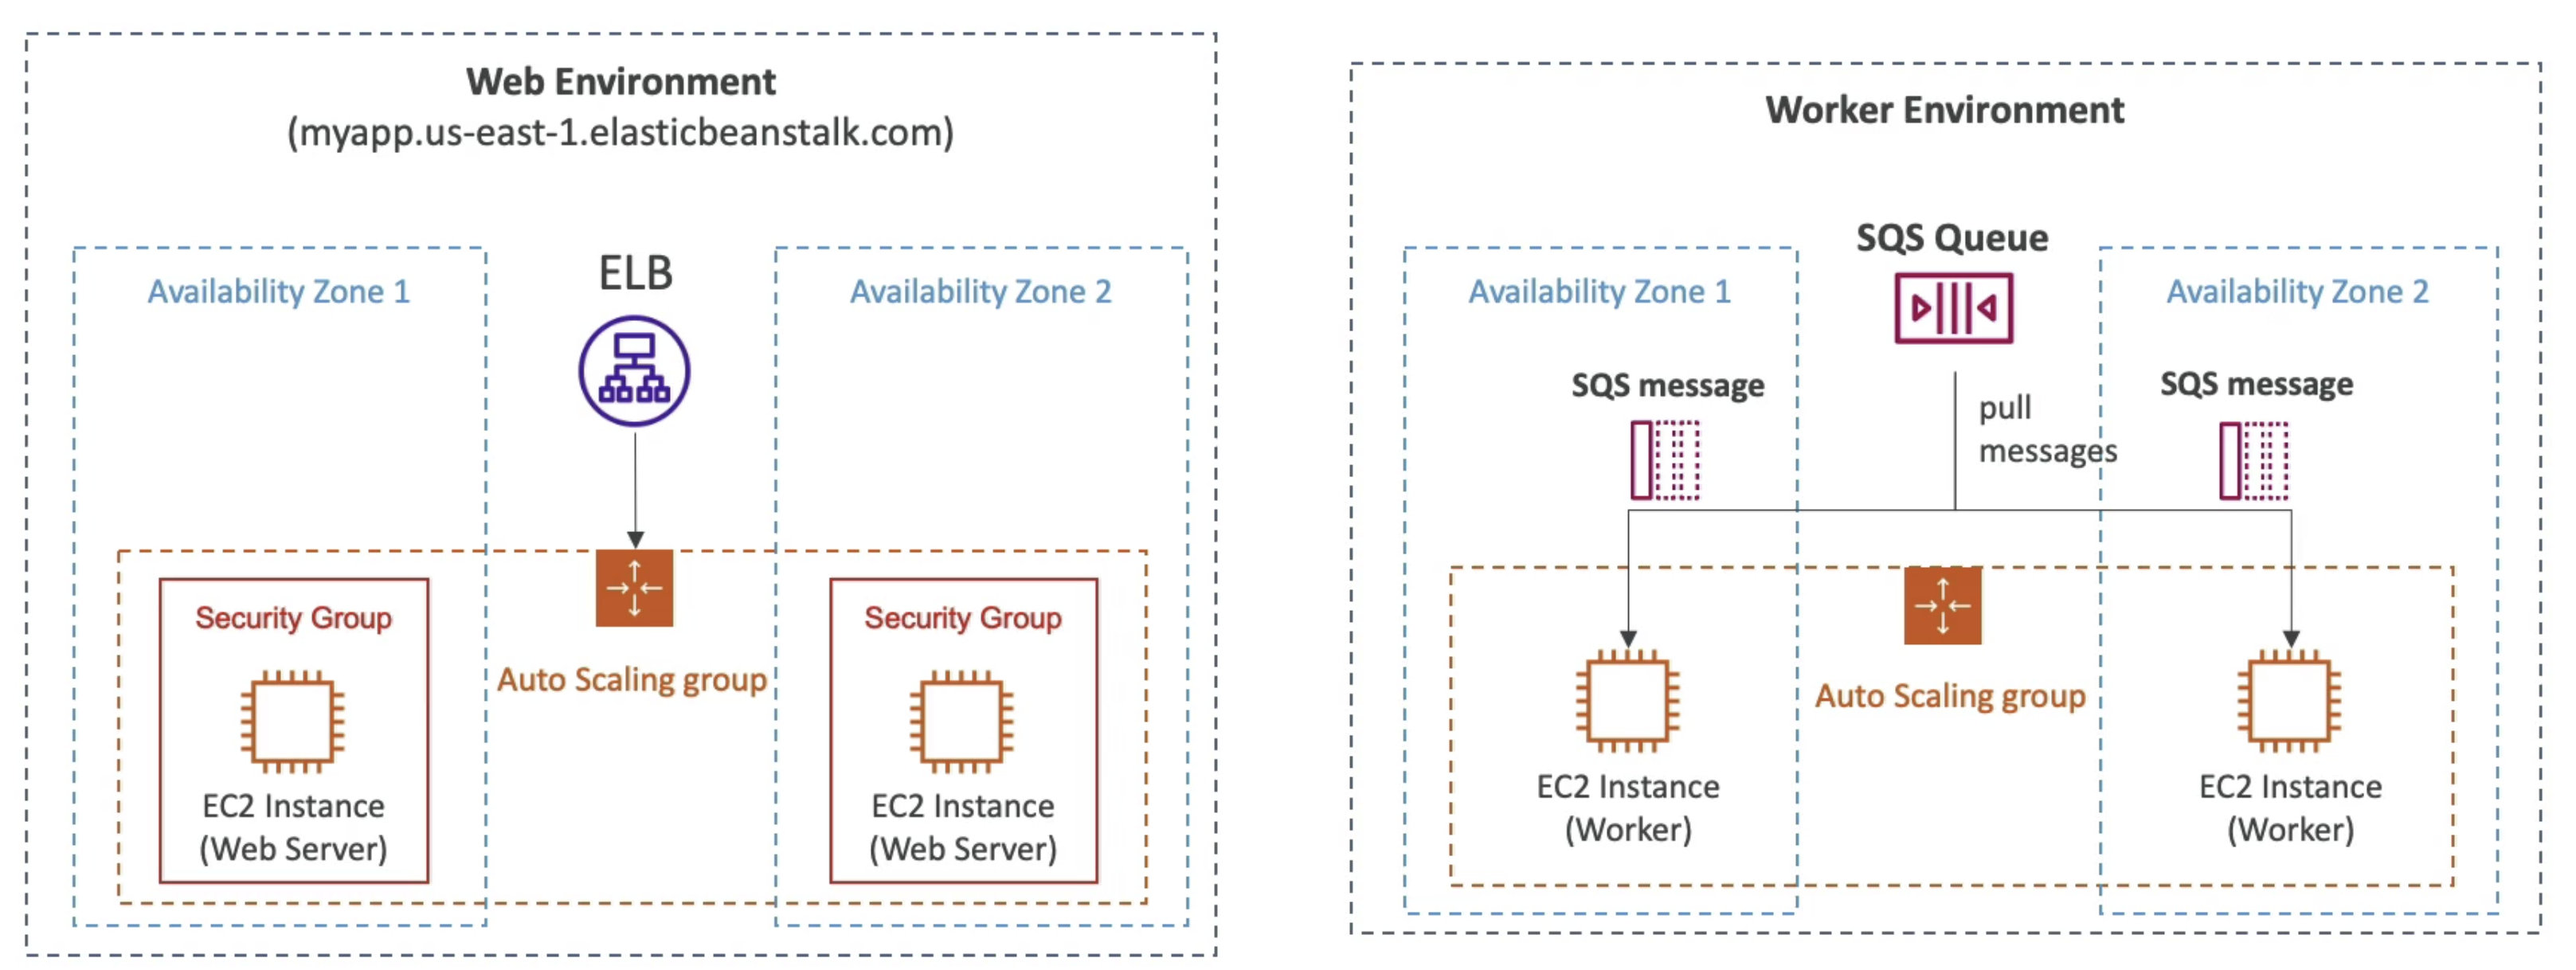 Web Environment
(myapp.us-east-1.elasticbeanstalk.com)
Availability Zone 1
ELB
Availability Zone 2
Security Group
EC2 Instance
(Web Server)
Auto Scaling group
Security Group
EC2 Instance
(Web Server)
Worker Environment
SQS Queue
Availability Zone 1
Availability Zone 2
SQS message
pull
messages
SQS message
Auto Scaling group
EC2 Instance
(Worker)
EC2 Instance
(Worker)